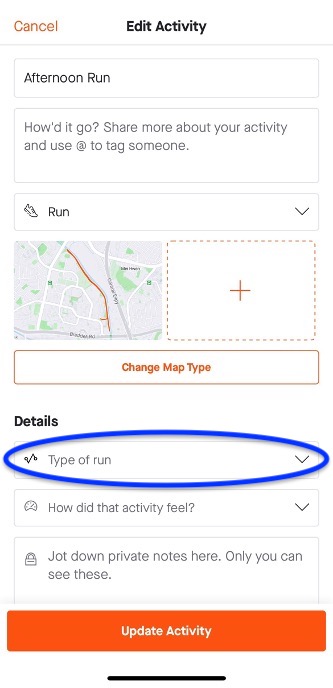 Cancel
Edit Activity
Afternoon Run
How'd it go? Share more about your activity
and use @ to tag someone.
Run
Change Map Type
Details
Type of run
How did that activity feel?
Jot down private notes here. Only you can
see these.
Update Activity